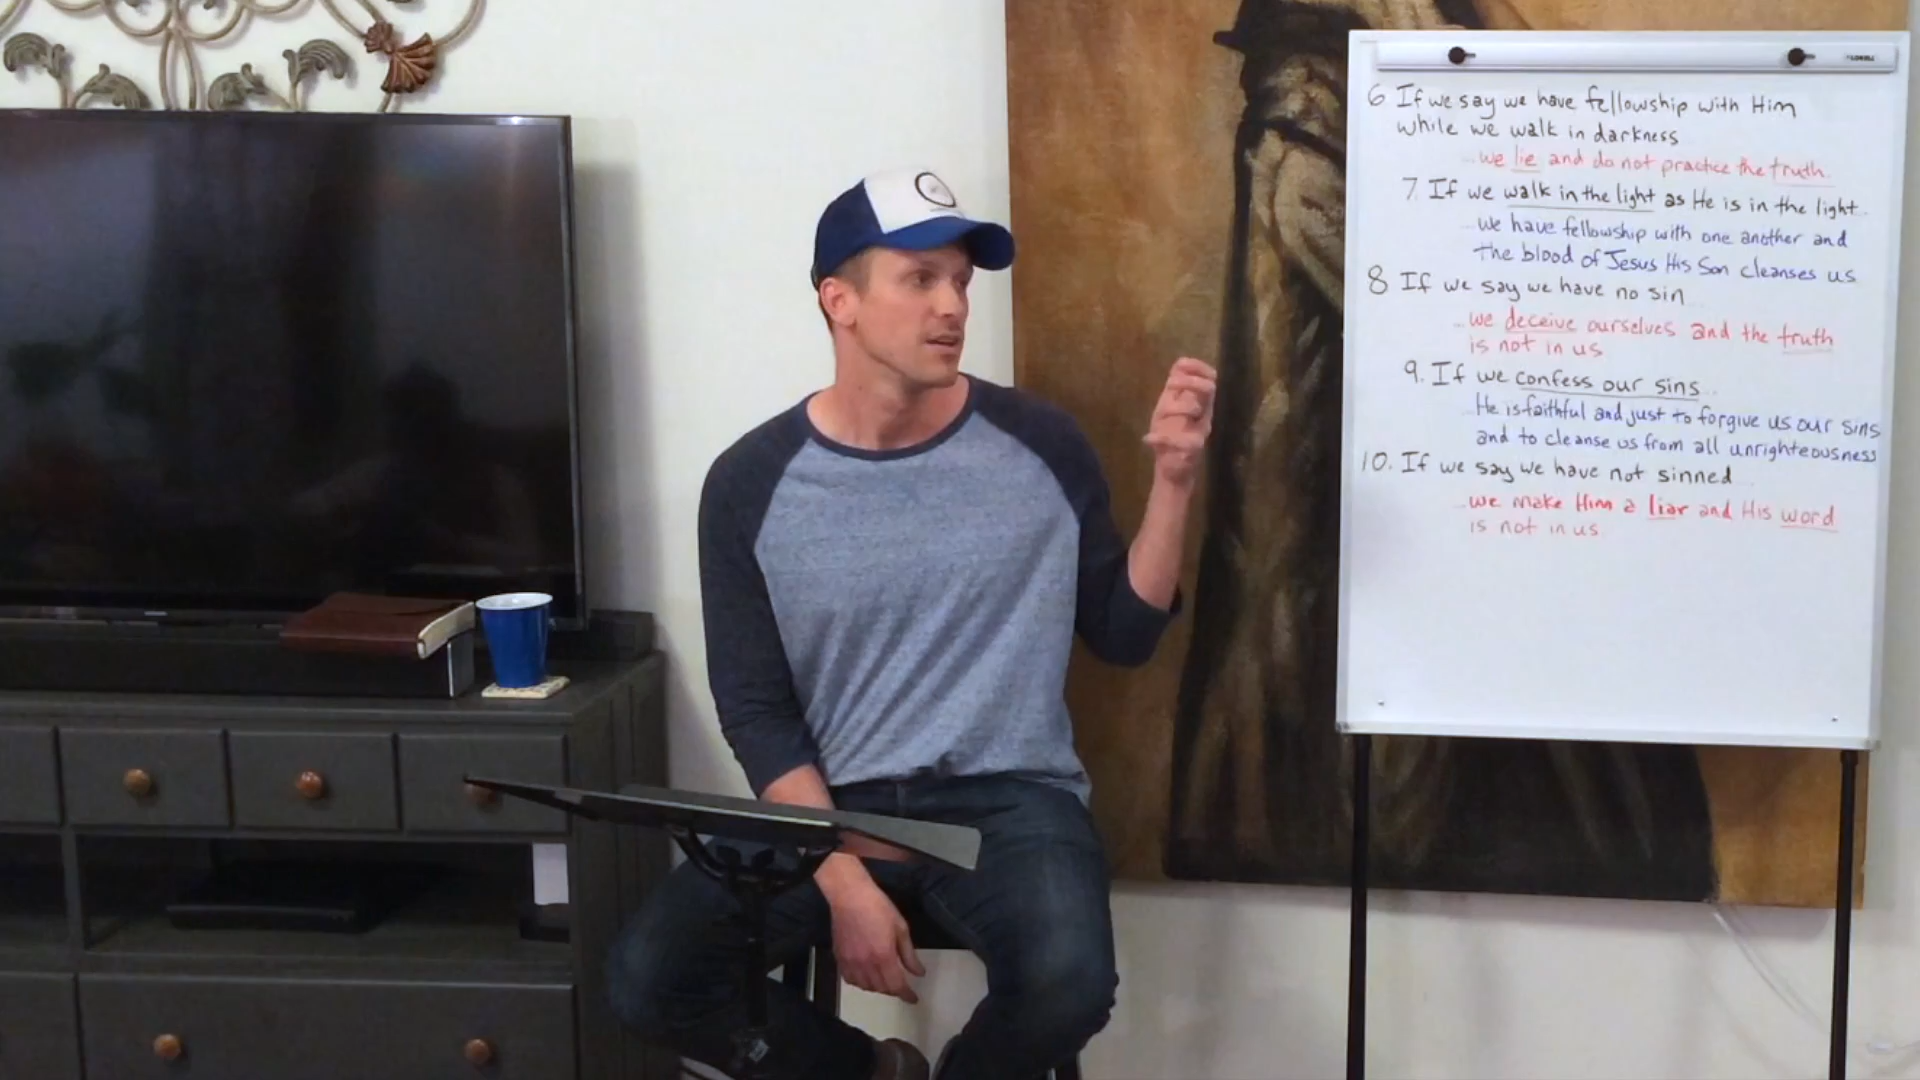 6 If we say we have fellowship with Him
while we walk in darkness
...we lie and do not practice the truth.
7. If we walk in the light as He is in the light..
...we have fellowship with one another and
the blood of Jesus His Son cleanses us
8 If we say we have no sin...
...we deceive ourselves and the truth
is not in us
9. If we confess our sins...
...He is faithful and just to forgive us our sins
and to cleanse us from all unrighteousness
10. If we say we have not sinned...
...we make Him a liar and His word
is not in us.